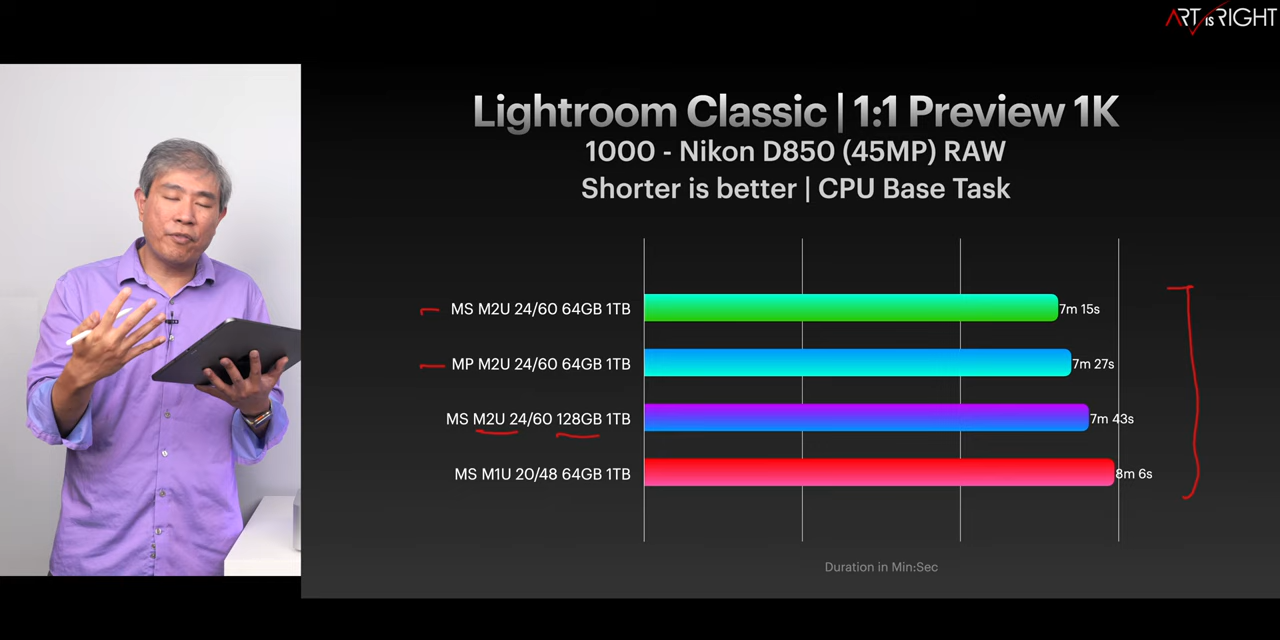 ART IS RIGHT
Lightroom Classic | 1:1 Preview 1K
1000 - Nikon D850 (45MP) RAW
Shorter is better | CPU Base Task
MS M2U 24/60 64GB 1TB 7m 15s
MP M2U 24/60 64GB 1TB 7m 27s
MS M2U 24/60 128GB 1TB 7m 43s
MS M1U 20/48 64GB 1TB 8m 6s
Duration in Min:Sec